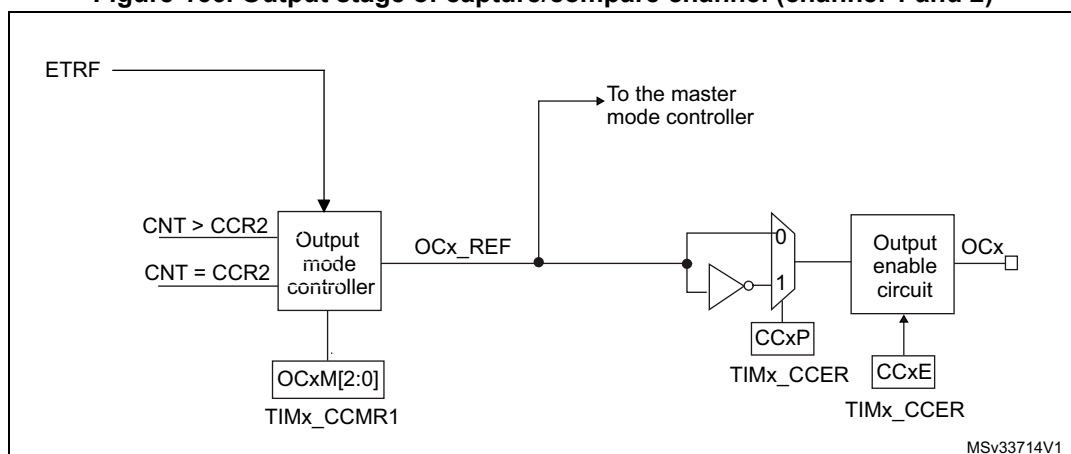 Figure 165. Output stage of capture/compare channel (channel 1 and 2)
ETRF
To the master
mode controller
CNT > CCR2
CNT = CCR2
Output
mode
controller
OCx_REF
0
1
Output
enable
circuit
OCx
CCxP
TIMx_CCER
CCxE
TIMx_CCER
OCxM[2:0]
TIMx_CCMR1
MSv33714V1